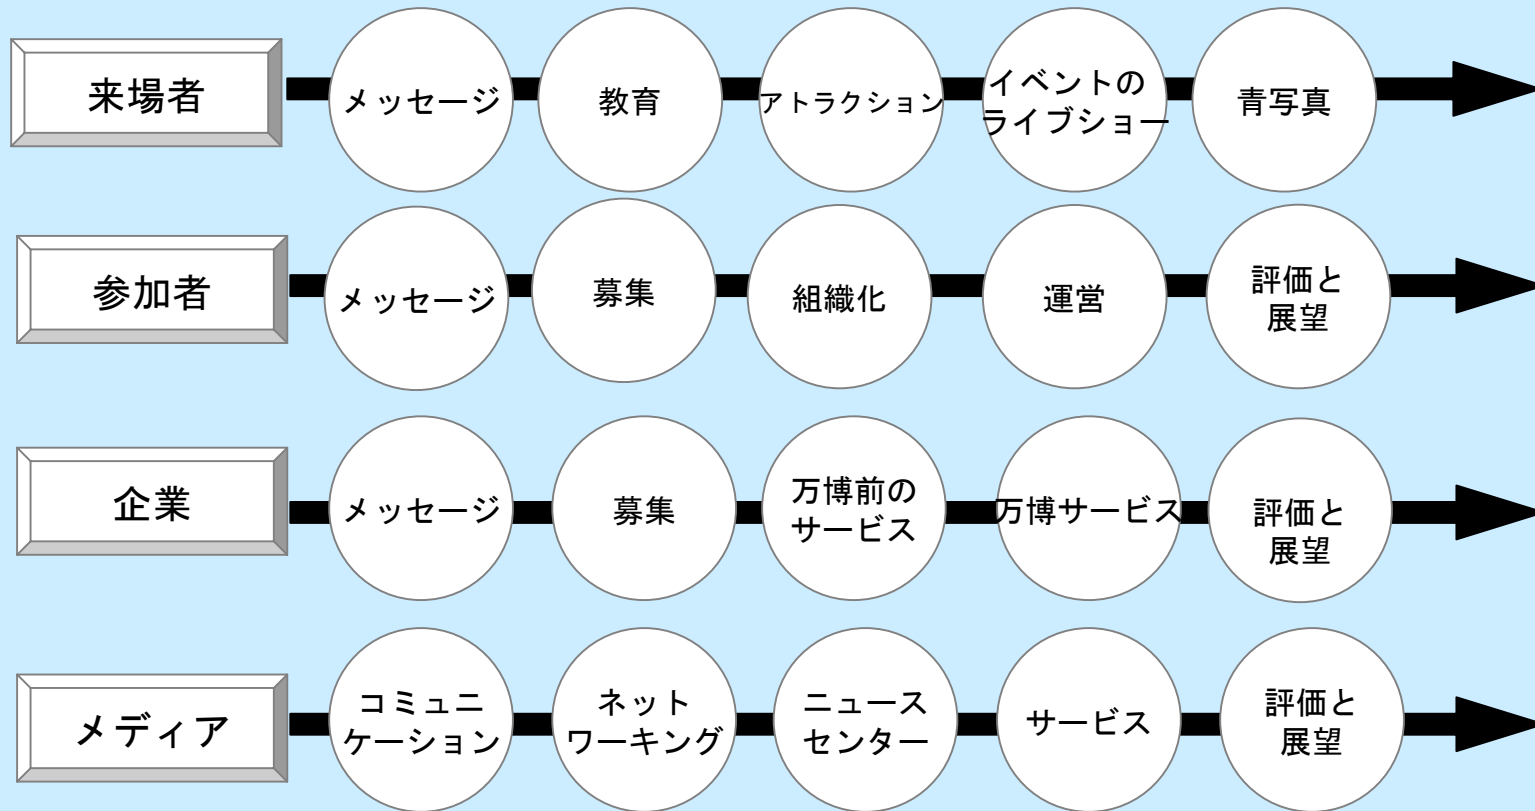 来場者
メッセージ
教育
アトラクション
イベントの
ライブショー
青写真
参加者
メッセージ
募集
組織化
運営
評価と
展望
企業
メッセージ
募集
万博前の
サービス
万博サービス
評価と
展望
メディア
コミュニ
ケーション
ネット
ワーキング
ニュース
センター
サービス
評価と
展望